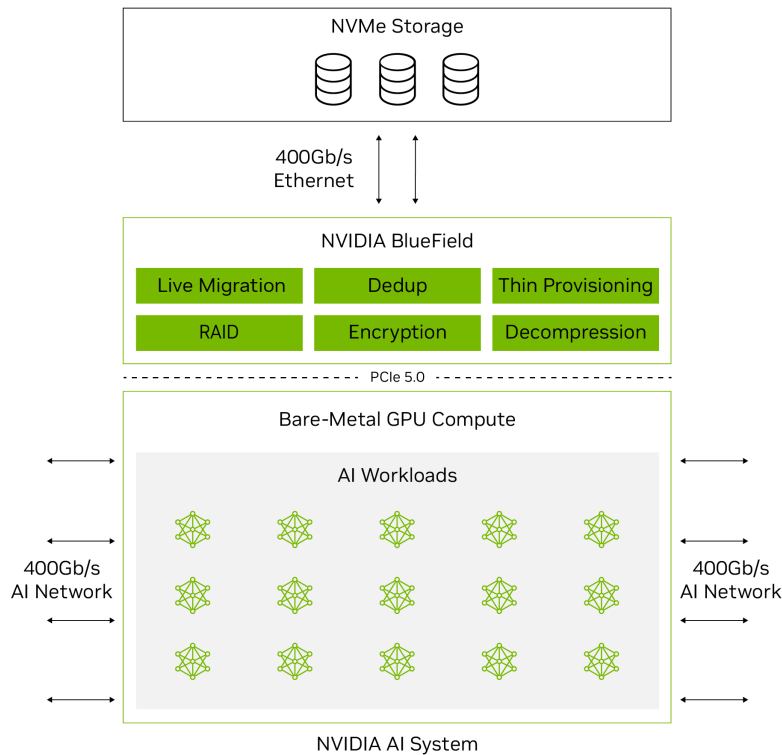 NVMe Storage
400Gb/s
Ethernet
NVIDIA BlueField
Live Migration
Dedup
Thin Provisioning
RAID
Encryption
Decompression
PCIe 5.0
Bare-Metal GPU Compute
AI Workloads
400Gb/s
AI Network
400Gb/s
AI Network
NVIDIA AI System